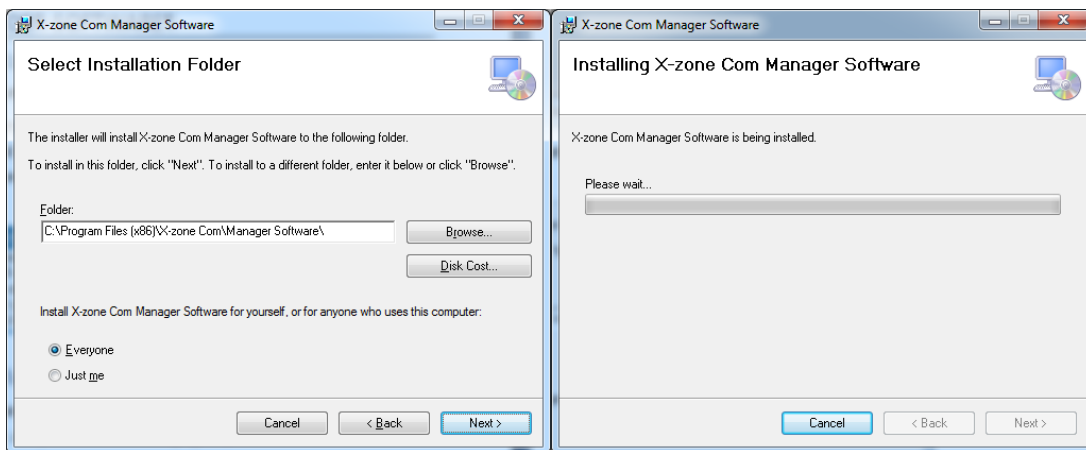 X-zone Com Manager Software
Select Installation Folder
The installer will install X-zone Com Manager Software to the following folder.
To install in this folder, click "Next". To install to a different folder, enter it below or click "Browse".
Folder:
C:\Program Files (x86)\X-zone Com\Manager Software\
Browse...
Disk Cost...
Install X-zone Com Manager Software for yourself, or for anyone who uses this computer:
Everyone
Just me
Cancel
< Back
Next >
X-zone Com Manager Software
Installing X-zone Com Manager Software
X-zone Com Manager Software is being installed.
Please wait...
Cancel
< Back
Next >